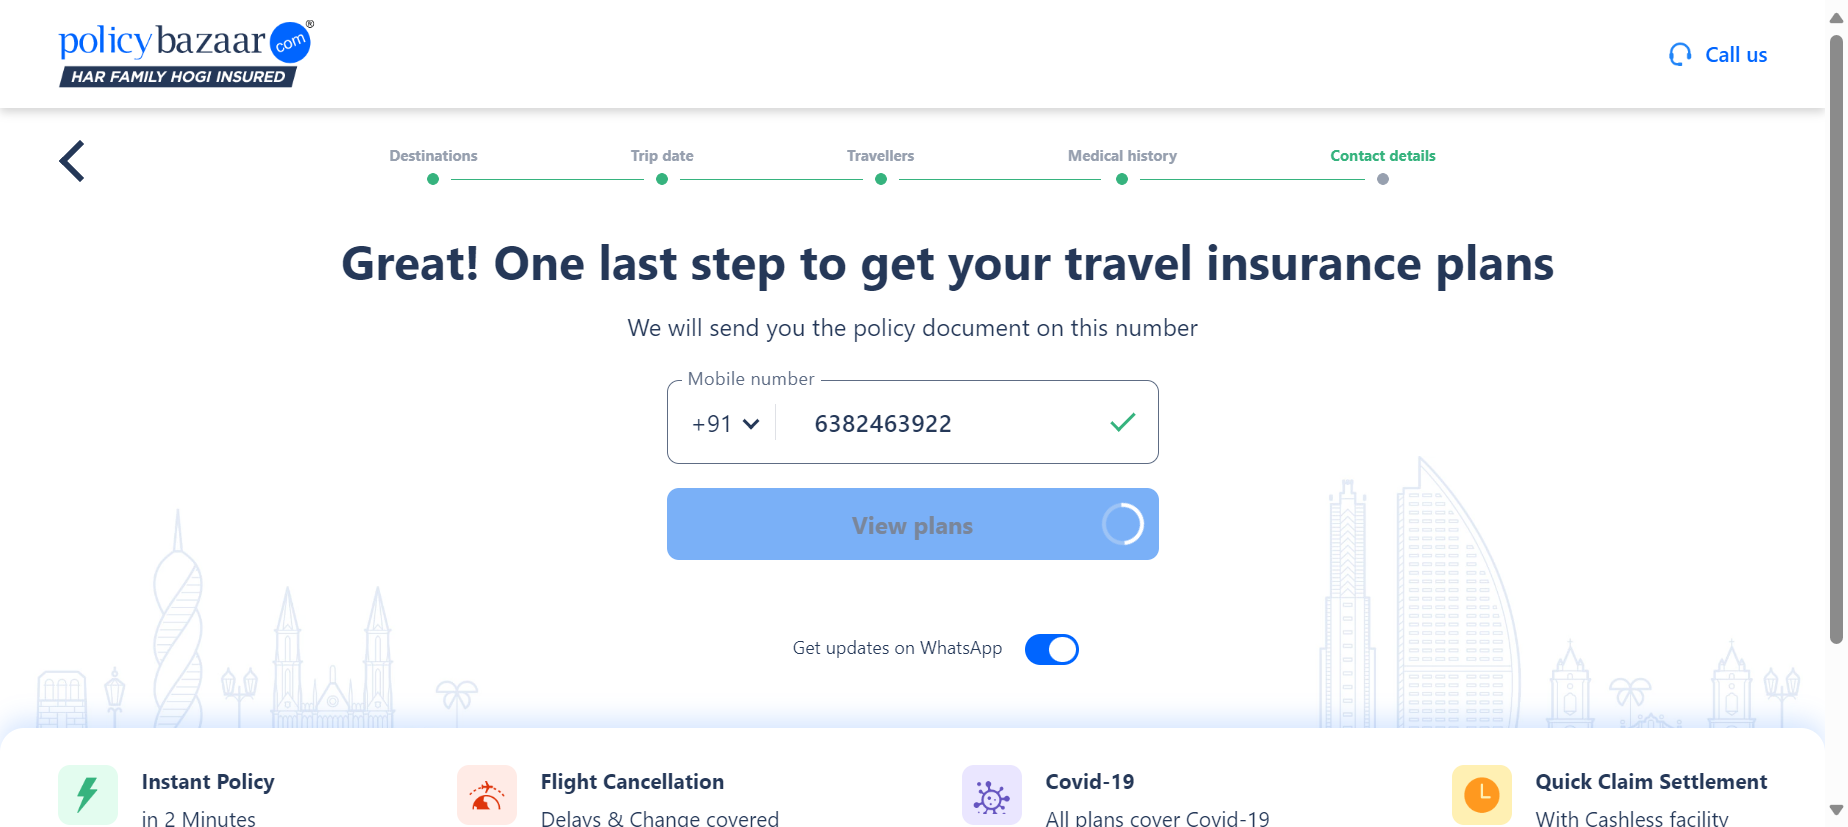 policybazaar com®
HAR FAMILY HOGI INSURED
Call us
Destinations
Trip date
Travellers
Medical history
Contact details
Great! One last step to get your travel insurance plans
We will send you the policy document on this number
Mobile number
+91
6382463922
View plans
Get updates on WhatsApp
Instant Policy
in 2 Minutes
Flight Cancellation
Delays & Change covered
Covid-19
All plans cover Covid-19
Quick Claim Settlement
With Cashless facility